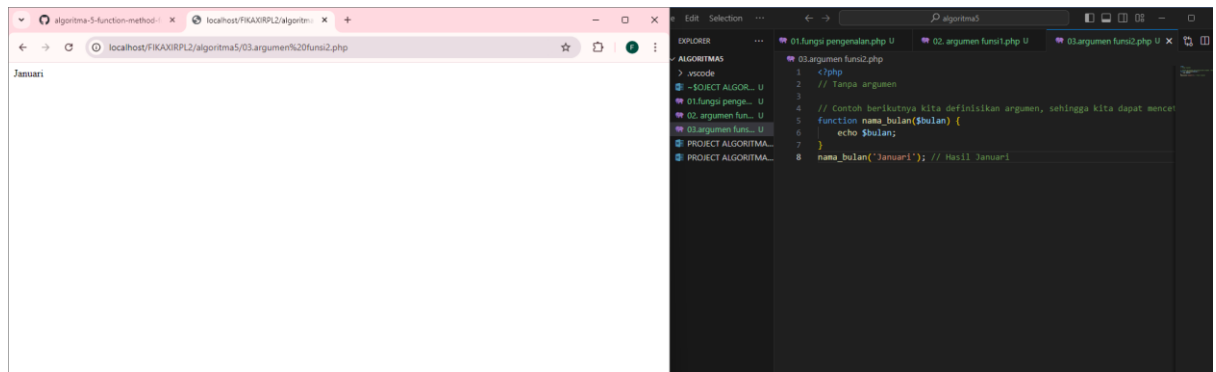 algoritma-5-function-method-
localhost/FIKAXIRPL2/algoritm
localhost/FIKAXIRPL2/algoritma5/03.argumen%20funsi2.php
F
Januari
Edit Selection ...
algoritma5
EXPLORER ...
ALGORITMA5
.vscode
~$OJECT ALGOR... U
01.fungsi penge... U
02. argumen fun... U
03.argumen funs... U
PROJECT ALGORITMA...
PROJECT ALGORITMA...
01.fungsi pengenalan.php U
02. argumen funsi1.php U
03.argumen funsi2.php U
03.argumen funsi2.php
1 <?php
2 // Tanpa argumen
3
4 // Contoh berikutnya kita definisikan argumen, sehingga kita dapat mencet
5 function nama_bulan($bulan) {
6 echo $bulan;
7 }
8 nama_bulan('Januari'); // Hasil Januari